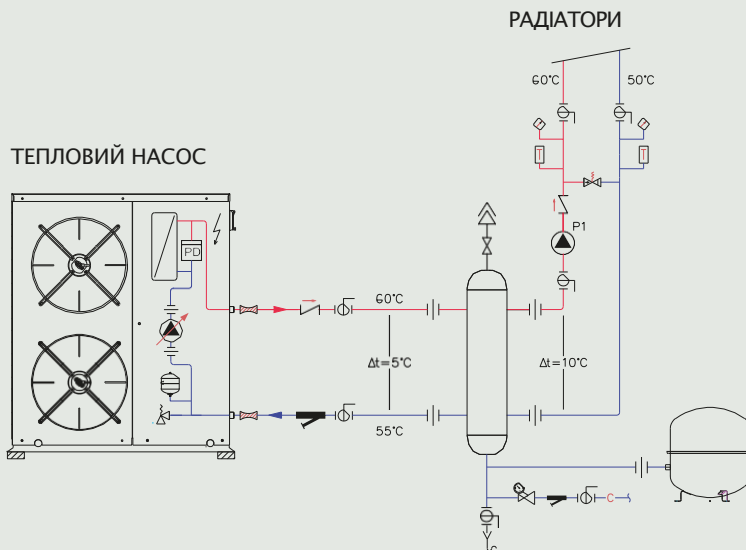 РАДІАТОРИ
60°C 50°C
T T
ТЕПЛОВИЙ НАСОС
P1
PD
60°C
Δt=5°C Δt=10°C
55°C
C
C